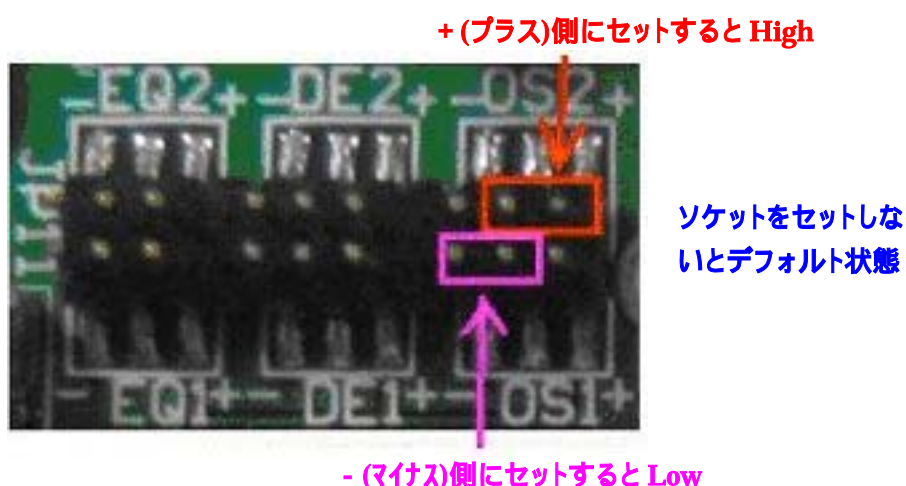 + (プラス)側にセットすると High
-EQ2+ -DE2+ -OS2+
JP11
ソケットをセットしな
いとデフォルト状態
- EQ1+ - DE1+ - OS1+
- (マイナス)側にセットすると Low